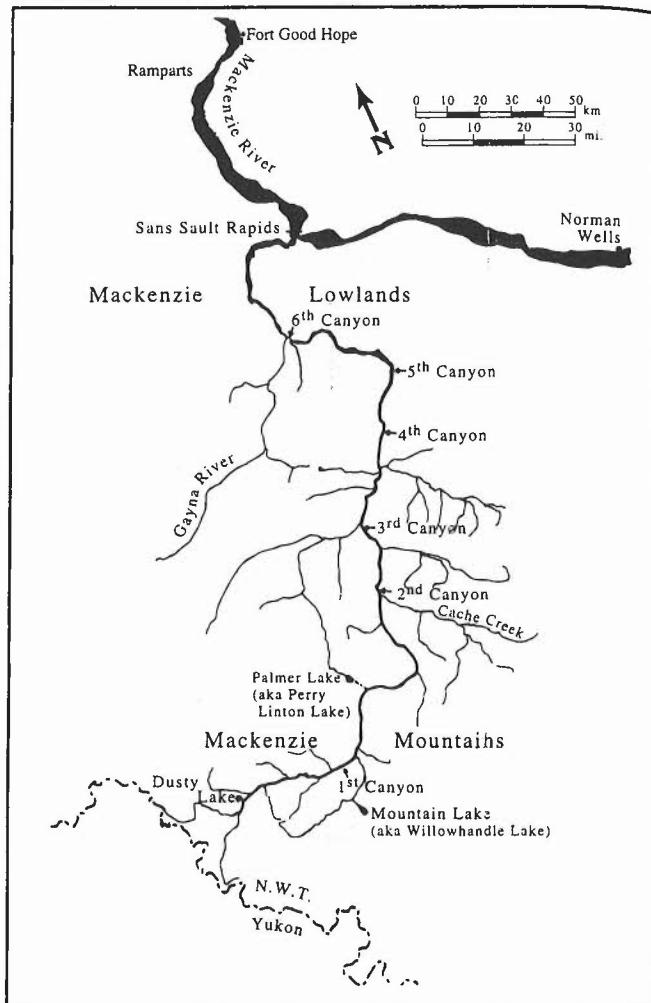 Fort Good Hope
Ramparts
Mackenzie River
N
0 10 20 30 40 50
km
0 10 20 30
mi.
Sans Sault Rapids
Norman
Wells
Mackenzie Lowlands
6th Canyon
5th Canyon
4th Canyon
Gayna River
3rd Canyon
2nd Canyon
Cache Creek
Palmer Lake
(aka Perry
Linton Lake)
Mackenzie Mountaihs
Dusty
Lake
1st Canyon
Mountain Lake
(aka Willowhandle Lake)
N.W.T.
Yukon